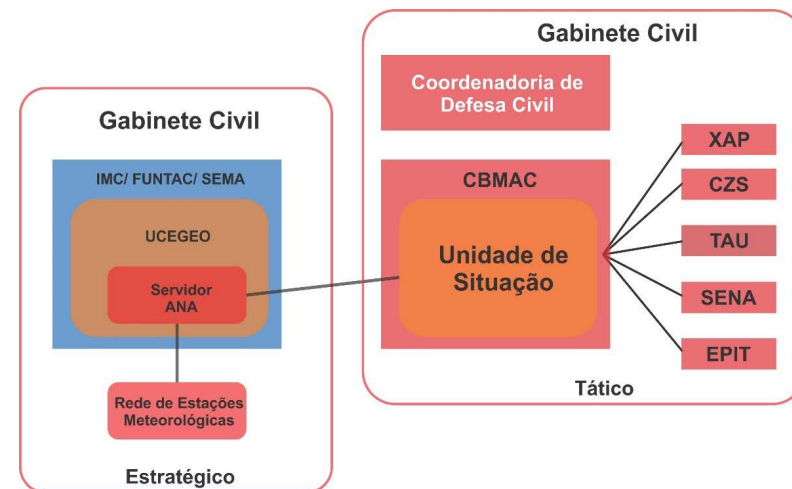 Gabinete Civil
IMC/ FUNTAC/ SEMA
UCEGEO
Servidor
ANA
Rede de Estações
Meteorológicas
Estratégico
Gabinete Civil
Coordenadoria de
Defesa Civil
CBMAC
Unidade de
Situação
XAP
CZS
TAU
SENA
EPIT
Tático